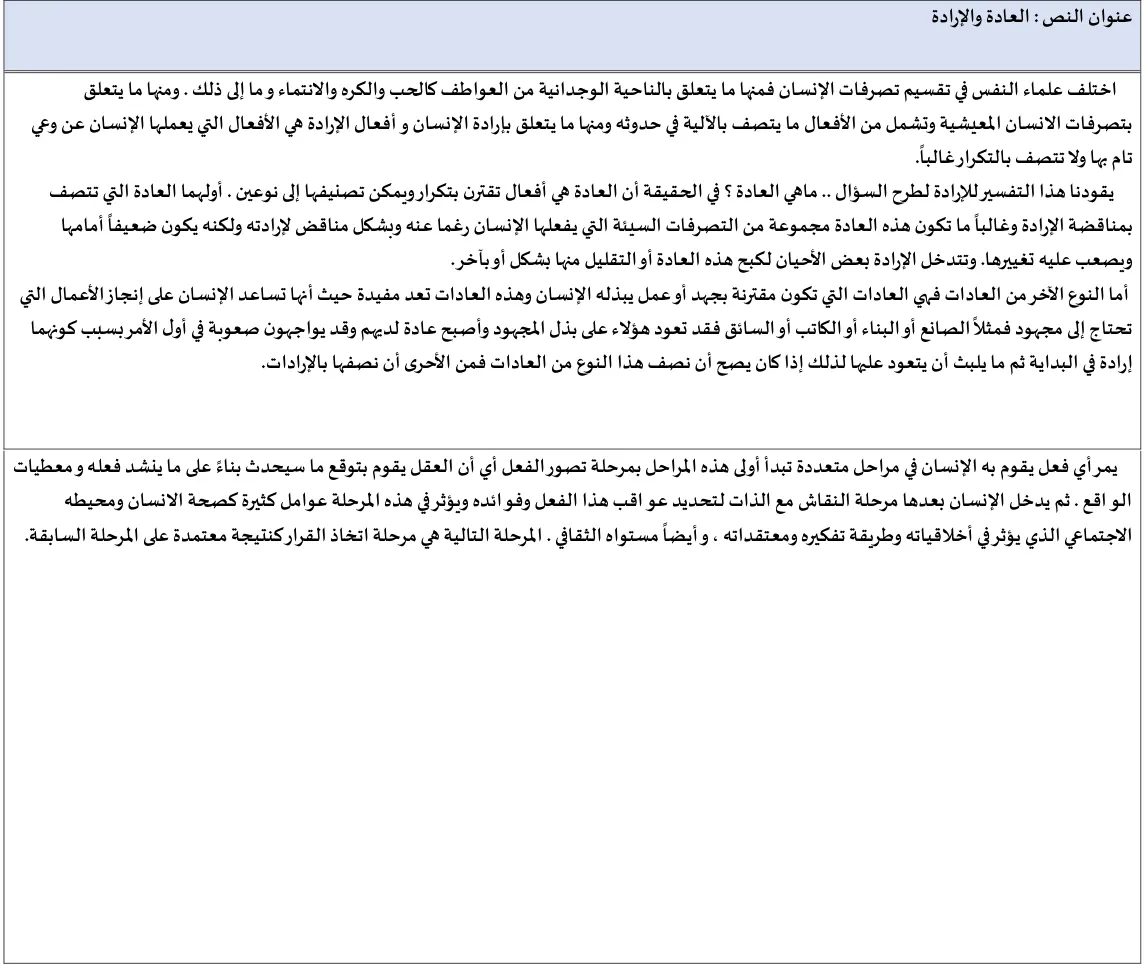 عنوان النص : العادة والإرادة
اختلف علماء النفس في تقسيم تصرفات الإنسان فمنها ما يتعلق بالناحية الوجدانية من العواطف كالحب والكره والانتماء و ما إلى ذلك . ومنها ما يتعلق
بتصرفات الانسان المعيشية وتشمل من الأفعال ما يتصف بالآلية في حدوثه ومنها ما يتعلق بإرادة الإنسان و أفعال الإرادة هي الأفعال التي يعملها الإنسان عن وعي
تام بها ولا تتصف بالتكرار غالباً.
يقودنا هذا التفسير للإرادة لطرح السؤال .. ماهي العادة ؟ في الحقيقة أن العادة هي أفعال تقترن بتكرار ويمكن تصنيفها إلى نوعين . أولهما العادة التي تتصف
بمناقضة الإرادة وغالباً ما تكون هذه العادة مجموعة من التصرفات السيئة التي يفعلها الإنسان رغما عنه وبشكل مناقض لإرادته ولكنه يكون ضعيفاً أمامها
ويصعب عليه تغييرها. وتتدخل الإرادة بعض الأحيان لكبح هذه العادة أو التقليل منها بشكل أو بآخر .
أما النوع الآخر من العادات فهي العادات التي تكون مقترنة بجهد أو عمل يبذله الإنسان وهذه العادات تعد مفيدة حيث أنها تساعد الإنسان على إنجاز الأعمال التي
تحتاج إلى مجهود فمثلاً الصانع أو البناء أو الكاتب أو السائق فقد تعود هؤلاء على بذل المجهود وأصبح عادة لديهم وقد يواجهون صعوبة في أول الأمر بسبب كونهما
إرادة في البداية ثم ما يلبث أن يتعود عليها لذلك إذا كان يصح أن نصف هذا النوع من العادات فمن الأحرى أن نصفها بالإرادات.
يمر أي فعل يقوم به الإنسان في مراحل متعددة تبدأ أولى هذه المراحل بمرحلة تصور الفعل أي أن العقل يقوم بتوقع ما سيحدث بناءً على ما ينشد فعله و معطيات
الواقع . ثم يدخل الإنسان بعدها مرحلة النقاش مع الذات لتحديد عواقب هذا الفعل وفوائده ويؤثر في هذه المرحلة عوامل كثيرة كصحة الانسان ومحيطه
الاجتماعي الذي يؤثر في أخلاقياته وطريقة تفكيره ومعتقداته ، و أيضاً مستواه الثقافي . المرحلة التالية هي مرحلة اتخاذ القرار كنتيجة معتمدة على المرحلة السابقة.